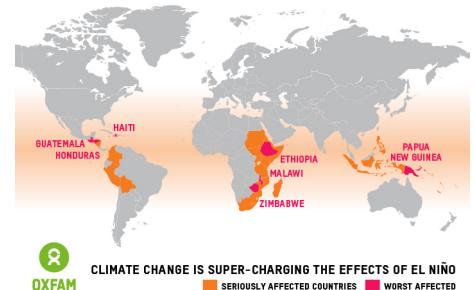 HAITI
GUATEMALA
HONDURAS
ETHIOPIA
MALAWI
ZIMBABWE
PAPUA
NEW GUINEA
OXFAM
CLIMATE CHANGE IS SUPER-CHARGING THE EFFECTS OF EL NIÑO
SERIOUSLY AFFECTED COUNTRIES
WORST AFFECTED